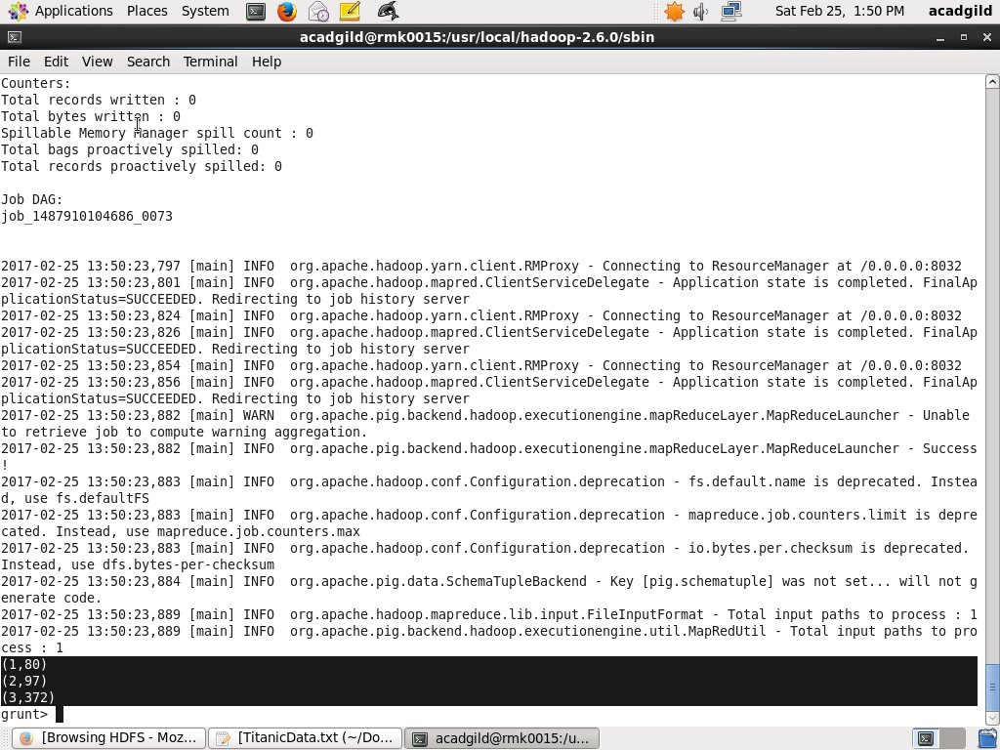 Applications Places System Sat Feb 25, 1:50 PM acadgild
acadgild@rmk0015:/usr/local/hadoop-2.6.0/sbin
File Edit View Search Terminal Help
Counters:
Total records written : 0
Total bytes written : 0
Spillable Memory Manager spill count : 0
Total bags proactively spilled: 0
Total records proactively spilled: 0
Job DAG:
job_1487910104686_0073
2017-02-25 13:50:23,797 [main] INFO  org.apache.hadoop.yarn.client.RMProxy - Connecting to ResourceManager at /0.0.0.0:8032
2017-02-25 13:50:23,801 [main] INFO  org.apache.hadoop.mapred.ClientServiceDelegate - Application state is completed. FinalAp
plicationStatus=SUCCEEDED. Redirecting to job history server
2017-02-25 13:50:23,824 [main] INFO  org.apache.hadoop.yarn.client.RMProxy - Connecting to ResourceManager at /0.0.0.0:8032
2017-02-25 13:50:23,826 [main] INFO  org.apache.hadoop.mapred.ClientServiceDelegate - Application state is completed. FinalAp
plicationStatus=SUCCEEDED. Redirecting to job history server
2017-02-25 13:50:23,854 [main] INFO  org.apache.hadoop.yarn.client.RMProxy - Connecting to ResourceManager at /0.0.0.0:8032
2017-02-25 13:50:23,856 [main] INFO  org.apache.hadoop.mapred.ClientServiceDelegate - Application state is completed. FinalAp
plicationStatus=SUCCEEDED. Redirecting to job history server
2017-02-25 13:50:23,882 [main] WARN  org.apache.pig.backend.hadoop.executionengine.mapReduceLayer.MapReduceLauncher - Unable
to retrieve job to compute warning aggregation.
2017-02-25 13:50:23,882 [main] INFO  org.apache.pig.backend.hadoop.executionengine.mapReduceLayer.MapReduceLauncher - Success
!
2017-02-25 13:50:23,883 [main] INFO  org.apache.hadoop.conf.Configuration.deprecation - fs.default.name is deprecated. Instea
d, use fs.defaultFS
2017-02-25 13:50:23,883 [main] INFO  org.apache.hadoop.conf.Configuration.deprecation - mapreduce.job.counters.limit is depre
cated. Instead, use mapreduce.job.counters.max
2017-02-25 13:50:23,883 [main] INFO  org.apache.hadoop.conf.Configuration.deprecation - io.bytes.per.checksum is deprecated.
Instead, use dfs.bytes-per-checksum
2017-02-25 13:50:23,884 [main] INFO  org.apache.pig.data.SchemaTupleBackend - Key [pig.schematuple] was not set... will not g
enerate code.
2017-02-25 13:50:23,889 [main] INFO  org.apache.hadoop.mapreduce.lib.input.FileInputFormat - Total input paths to process : 1
2017-02-25 13:50:23,889 [main] INFO  org.apache.pig.backend.hadoop.executionengine.util.MapRedUtil - Total input paths to pro
cess : 1
(1,80)
(2,97)
(3,372)
grunt>
[Browsing HDFS - Moz... [TitanicData.txt (~/Do... acadgild@rmk0015:/u...